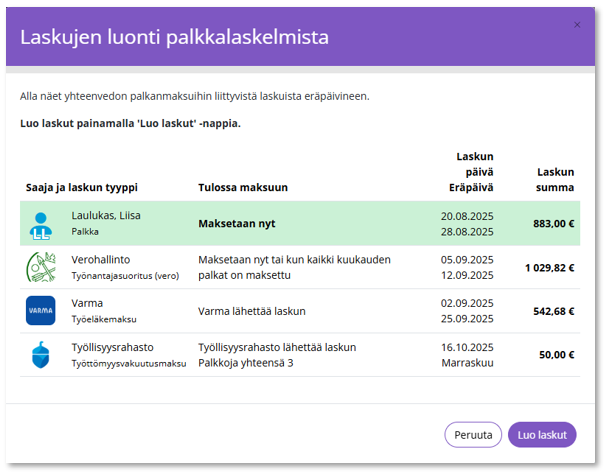 Laskujen luonti palkkalaskelmista
×
Alla näet yhteenvedon palkanmaksuihin liittyvistä laskuista eräpäivineen.
Luo laskut painamalla 'Luo laskut' -nappia.
Saaja ja laskun tyyppi
Tulossa maksuun
Laskun
päivä
Eräpäivä
Laskun
summa
LL
Laulukas, Liisa
Palkka
Maksetaan nyt
20.08.2025
28.08.2025
883,00 €
Verohallinto
Työnantajasuoritus (vero)
Maksetaan nyt tai kun kaikki kuukauden
palkat on maksettu
05.09.2025
12.09.2025
1 029,82 €
VARMA
Varma
Työeläkemaksu
Varma lähettää laskun
02.09.2025
25.09.2025
542,68 €
Työllisyysrahasto
Työttömyysvakuutusmaksu
Työllisyysrahasto lähettää laskun
Palkkoja yhteensä 3
16.10.2025
Marraskuu
50,00 €
Peruuta
Luo laskut